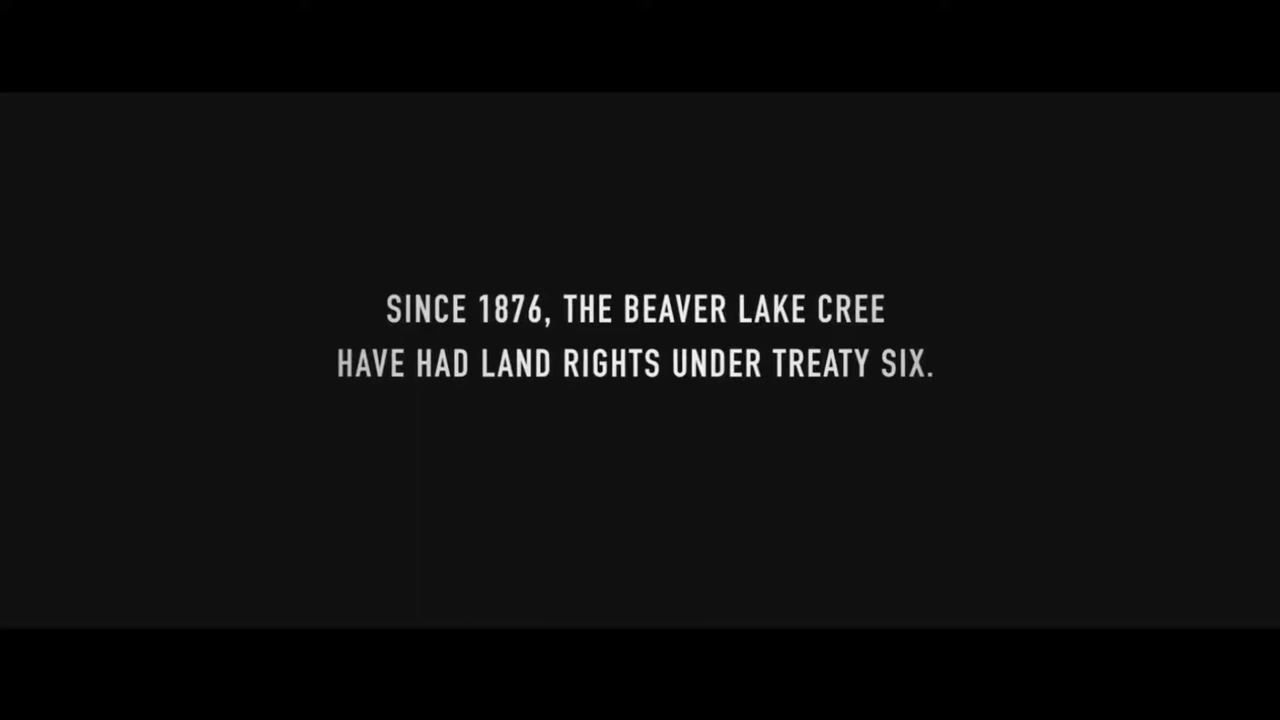 SINCE 1876, THE BEAVER LAKE CREE
HAVE HAD LAND RIGHTS UNDER TREATY SIX.